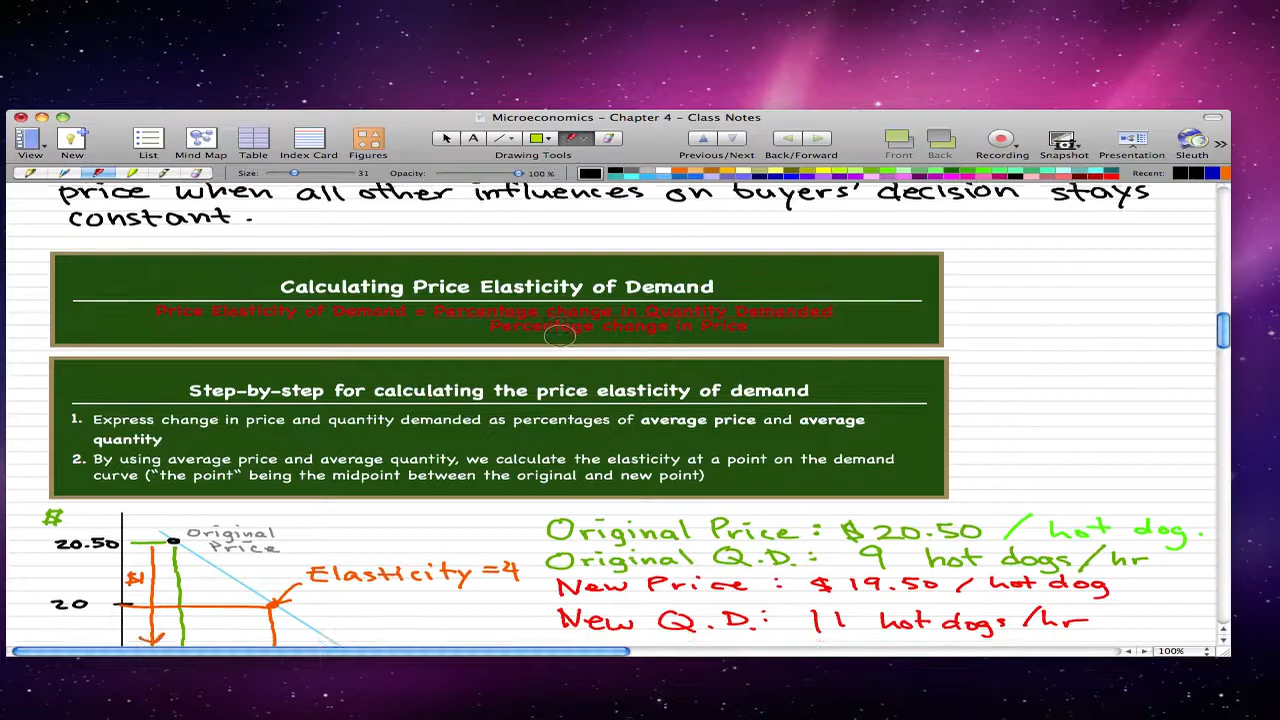 Microeconomics - Chapter 4 - Class Notes
View New List Mind Map Table Index Card Figures Drawing Tools Previous/Next Back/Forward Front Back Recording Snapshot Presentation Sleuth
Size: 31 Opacity: 100 % Recent:
price when all other influences on buyers' decision stays
constant.
Calculating Price Elasticity of Demand
Price Elasticity of Demand = Percentage change in Quantity Demanded
Percentage change in Price
Step-by-step for calculating the price elasticity of demand
1. Express change in price and quantity demanded as percentages of average price and average
quantity
2. By using average price and average quantity, we calculate the elasticity at a point on the demand
curve ("the point" being the midpoint between the original and new point)
$
20.50
Original
Price
$1
Elasticity = 4
20
Original Price : $ 20.50 / hot dog.
Original Q.D. : 9 hot dogs/hr
New Price : $ 19.50 / hot dog
New Q.D.: 11 hot dogs/hr
100%